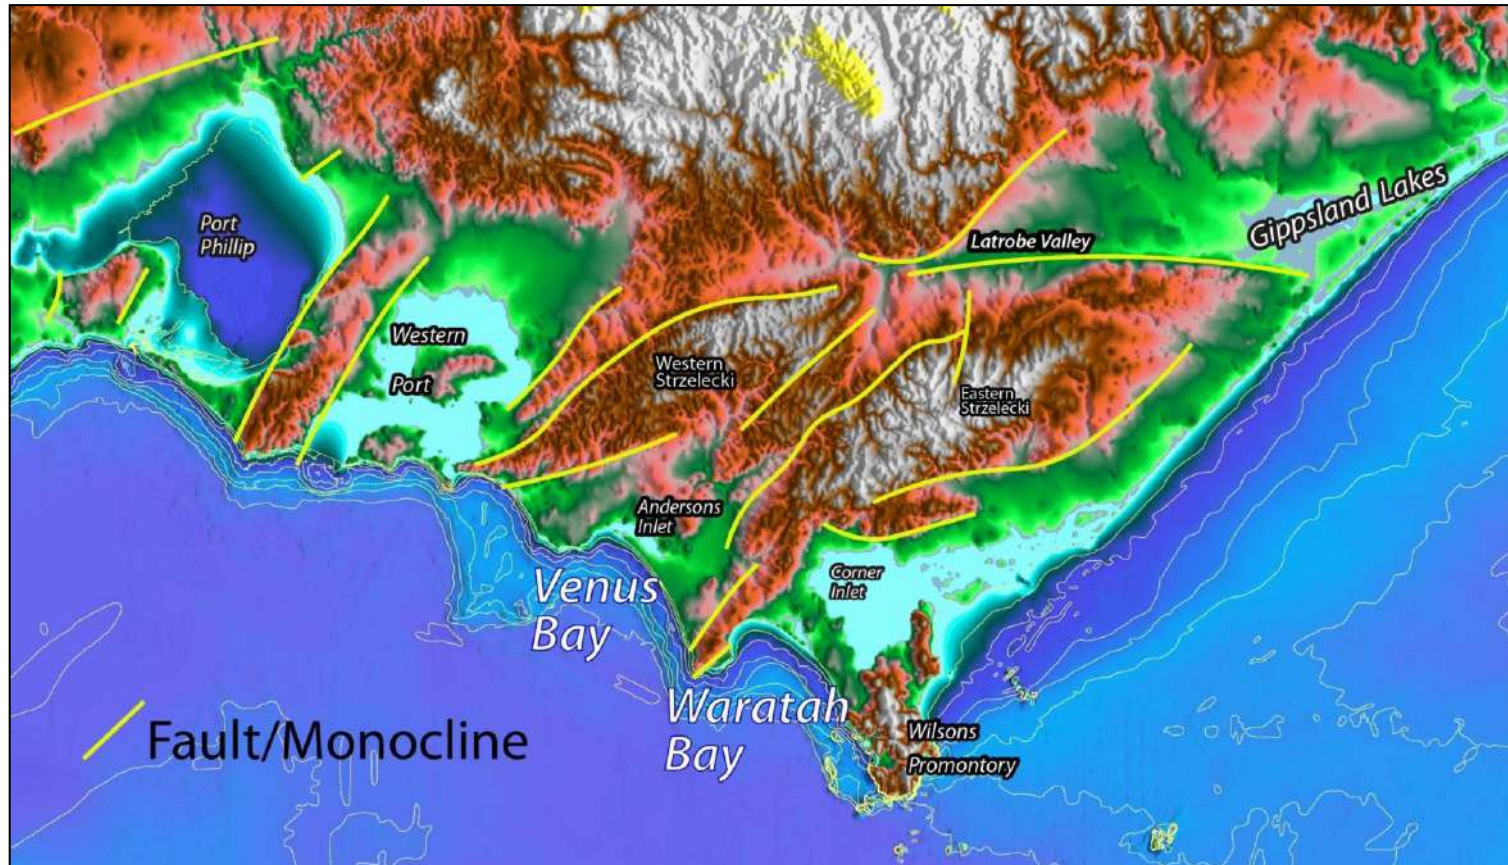 Port
Phillip
Western
Port
Western
Strzelecki
Latrobe Valley
Gippsland Lakes
Eastern
Strzelecki
Andersons
Inlet
Corner
Inlet
Venus
Bay
Waratah
Bay
Wilsons
Promontory
Fault/Monocline